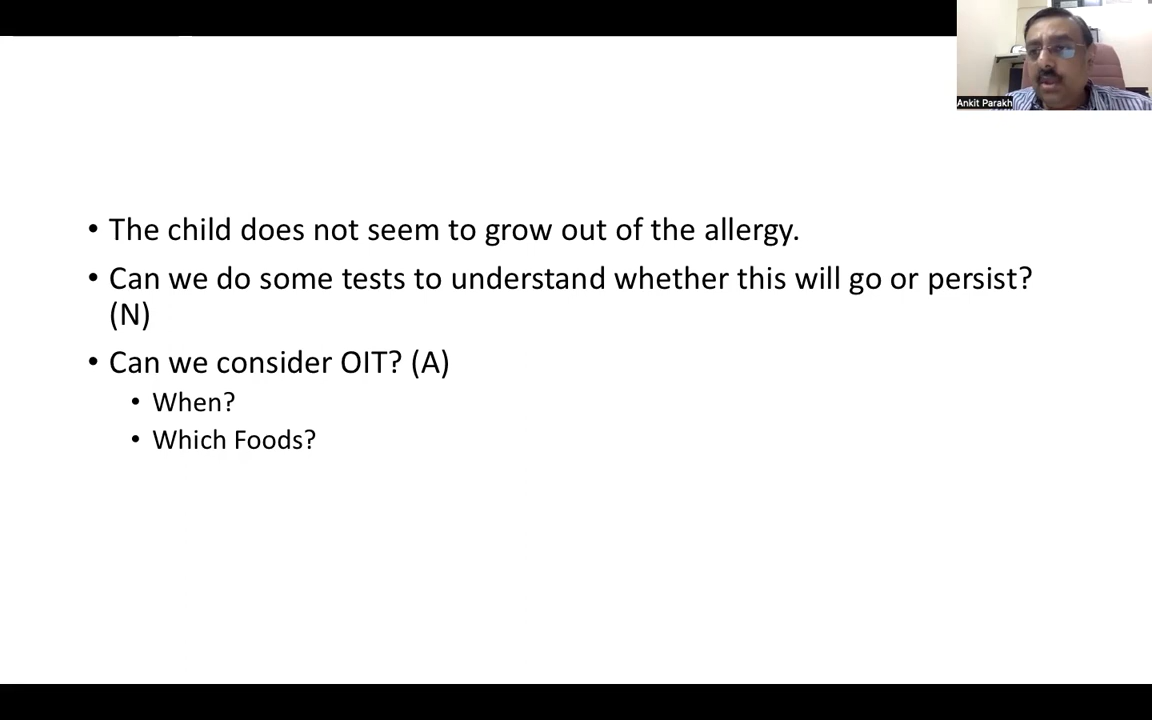 Ankit Parakh
• The child does not seem to grow out of the allergy.
• Can we do some tests to understand whether this will go or persist?
(N)
• Can we consider OIT? (A)
• When?
• Which Foods?